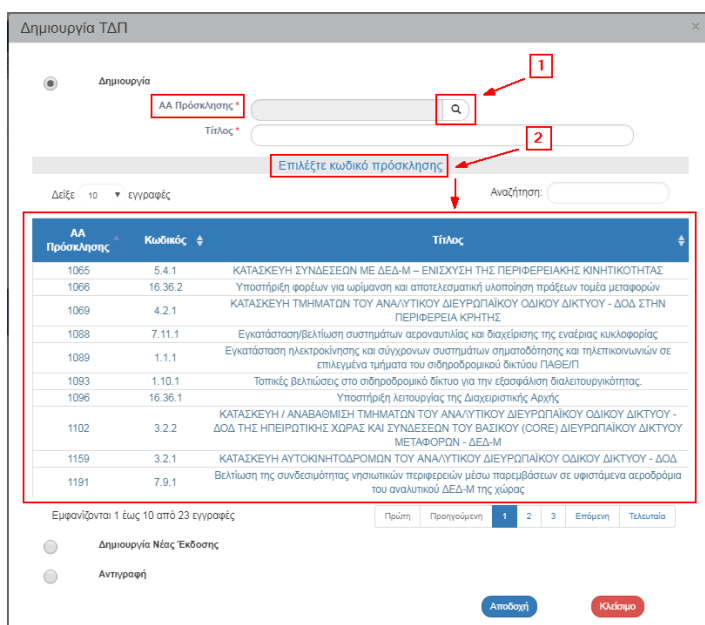 Δημιουργία ΤΔΠ ×
1
Δημιουργία
ΑΑ Πρόσκλησης *
Τίτλος *
2
Επιλέξτε κωδικό πρόσκλησης
Δείξε 10 εγγραφές Αναζήτηση:
ΑΑ Πρόσκλησης Κωδικός Τίτλος
1065 5.4.1 ΚΑΤΑΣΚΕΥΗ ΣΥΝΔΕΣΕΩΝ ΜΕ ΔΕΔ-Μ – ΕΝΙΣΧΥΣΗ ΤΗΣ ΠΕΡΙΦΕΡΕΙΑΚΗΣ ΚΙΝΗΤΙΚΟΤΗΤΑΣ
1066 16.36.2 Υποστήριξη φορέων για ωρίμανση και αποτελεσματική υλοποίηση πράξεων τομέα μεταφορών
1069 4.2.1 ΚΑΤΑΣΚΕΥΗ ΤΜΗΜΑΤΩΝ ΤΟΥ ΑΝΑΛΥΤΙΚΟΥ ΔΙΕΥΡΩΠΑΪΚΟΥ ΟΔΙΚΟΥ ΔΙΚΤΥΟΥ - ΔΟΔ ΣΤΗΝ
ΠΕΡΙΦΕΡΕΙΑ ΚΡΗΤΗΣ
1088 7.11.1 Εγκατάσταση/βελτίωση συστημάτων αεροναυτιλίας και διαχείρισης της εναέριας κυκλοφορίας
1089 1.1.1 Εγκατάσταση ηλεκτροκίνησης και σύγχρονων συστημάτων σηματοδότησης και τηλεπικοινωνιών σε
επιλεγμένα τμήματα του σιδηροδρομικού δικτύου ΠΑΘΕ/Π
1093 1.10.1 Τοπικές βελτιώσεις στο σιδηροδρομικό δίκτυο για την εξασφάλιση διαλειτουργικότητας.
1096 16.36.1 Υποστήριξη λειτουργίας της Διαχειριστικής Αρχής
1102 3.2.2 ΚΑΤΑΣΚΕΥΗ / ΑΝΑΒΑΘΜΙΣΗ ΤΜΗΜΑΤΩΝ ΤΟΥ ΑΝΑΛΥΤΙΚΟΥ ΔΙΕΥΡΩΠΑΪΚΟΥ ΟΔΙΚΟΥ ΔΙΚΤΥΟΥ -
ΔΟΔ ΤΗΣ ΗΠΕΙΡΩΤΙΚΗΣ ΧΩΡΑΣ ΚΑΙ ΣΥΝΔΕΣΕΩΝ ΤΟΥ ΒΑΣΙΚΟΥ (CORE) ΔΙΕΥΡΩΠΑΪΚΟΥ ΔΙΚΤΥΟΥ
ΜΕΤΑΦΟΡΩΝ - ΔΕΔ-Μ
1159 3.2.1 ΚΑΤΑΣΚΕΥΗ ΑΥΤΟΚΙΝΗΤΟΔΡΟΜΩΝ ΤΟΥ ΑΝΑΛΥΤΙΚΟΥ ΔΙΕΥΡΩΠΑΪΚΟΥ ΟΔΙΚΟΥ ΔΙΚΤΥΟΥ - ΔΟΔ
1191 7.9.1 Βελτίωση της συνδεσιμότητας νησιωτικών περιφερειών μέσω παρεμβάσεων σε υφιστάμενα αεροδρόμια
του αναλυτικού ΔΕΔ-Μ της χώρας
Εμφανίζονται 1 έως 10 από 23 εγγραφές Πρώτη Προηγούμενη 1 2 3 Επόμενη Τελευταία
Δημιουργία Νέας Έκδοσης
Αντιγραφή
Αποδοχή Κλείσιμο